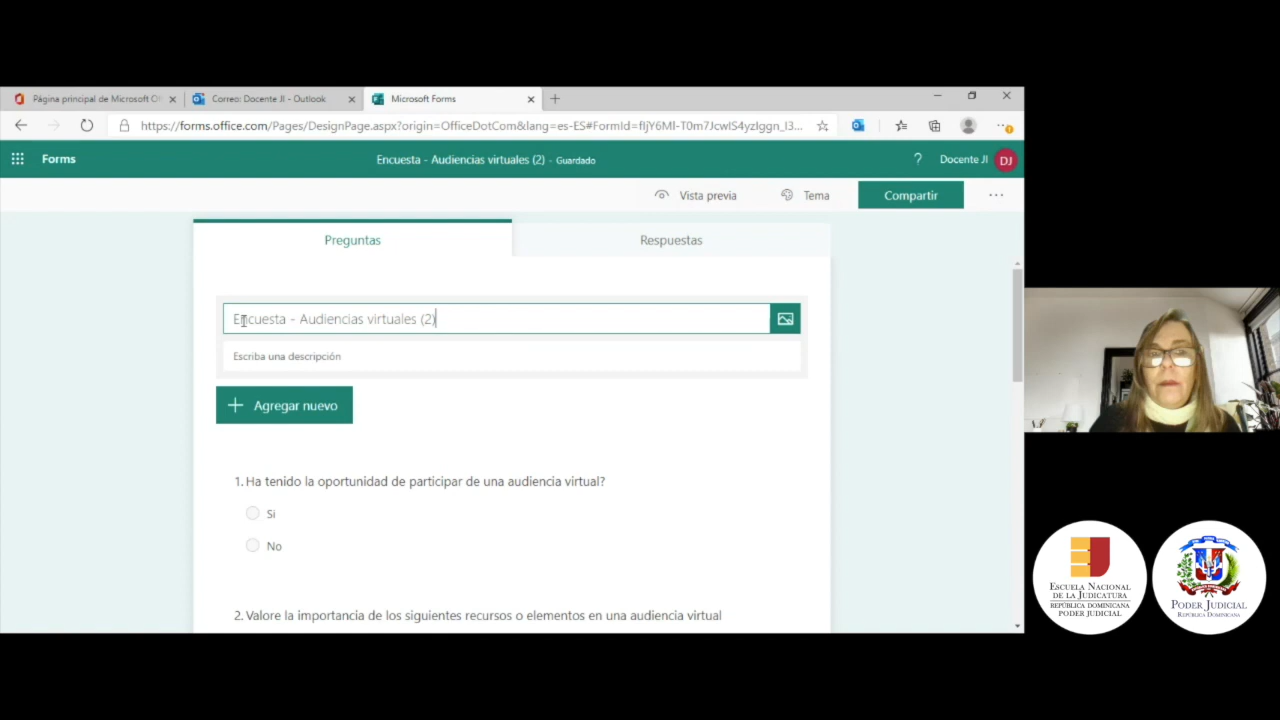 Página principal de Microsoft Of
Correo: Docente JI - Outlook
Microsoft Forms
https://forms.office.com/Pages/DesignPage.aspx?origin=OfficeDotCom&lang=es-ES#FormId=
Forms
Encuesta - Audiencias virtuales (2) - Guardado
?
Docente JI
DJ
Vista previa
Tema
Compartir
Preguntas
Respuestas
Encuesta - Audiencias virtuales (2)
Escriba una descripción
Agregar nuevo
1. Ha tenido la oportunidad de participar de una audiencia virtual?
Si
No
2. Valore la importancia de los siguientes recursos o elementos en una audiencia virtual
ESCUELA NACIONAL
DE LA JUDICATURA
REPÚBLICA DOMINICANA
PODER JUDICIAL
PODER JUDICIAL
REPÚBLICA DOMINICANA